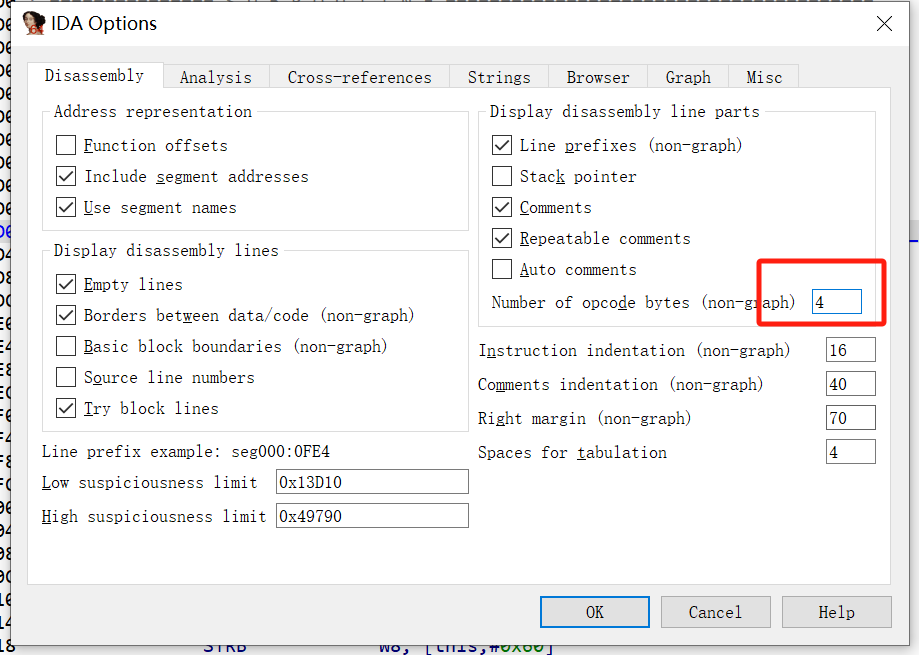 IDA Options
Disassembly Analysis Cross-references Strings Browser Graph Misc
Address representation
Function offsets
Include segment addresses
Use segment names
Display disassembly lines
Empty lines
Borders between data/code (non-graph)
Basic block boundaries (non-graph)
Source line numbers
Try block lines
Line prefix example: seg000:0FE4
Low suspiciousness limit 0x13D10
High suspiciousness limit 0x49790
Display disassembly line parts
Line prefixes (non-graph)
Stack pointer
Comments
Repeatable comments
Auto comments
Number of opcode bytes (non-graph) 4
Instruction indentation (non-graph) 16
Comments indentation (non-graph) 40
Right margin (non-graph) 70
Spaces for tabulation 4
OK Cancel Help
STRB W8, [this,#0x60]